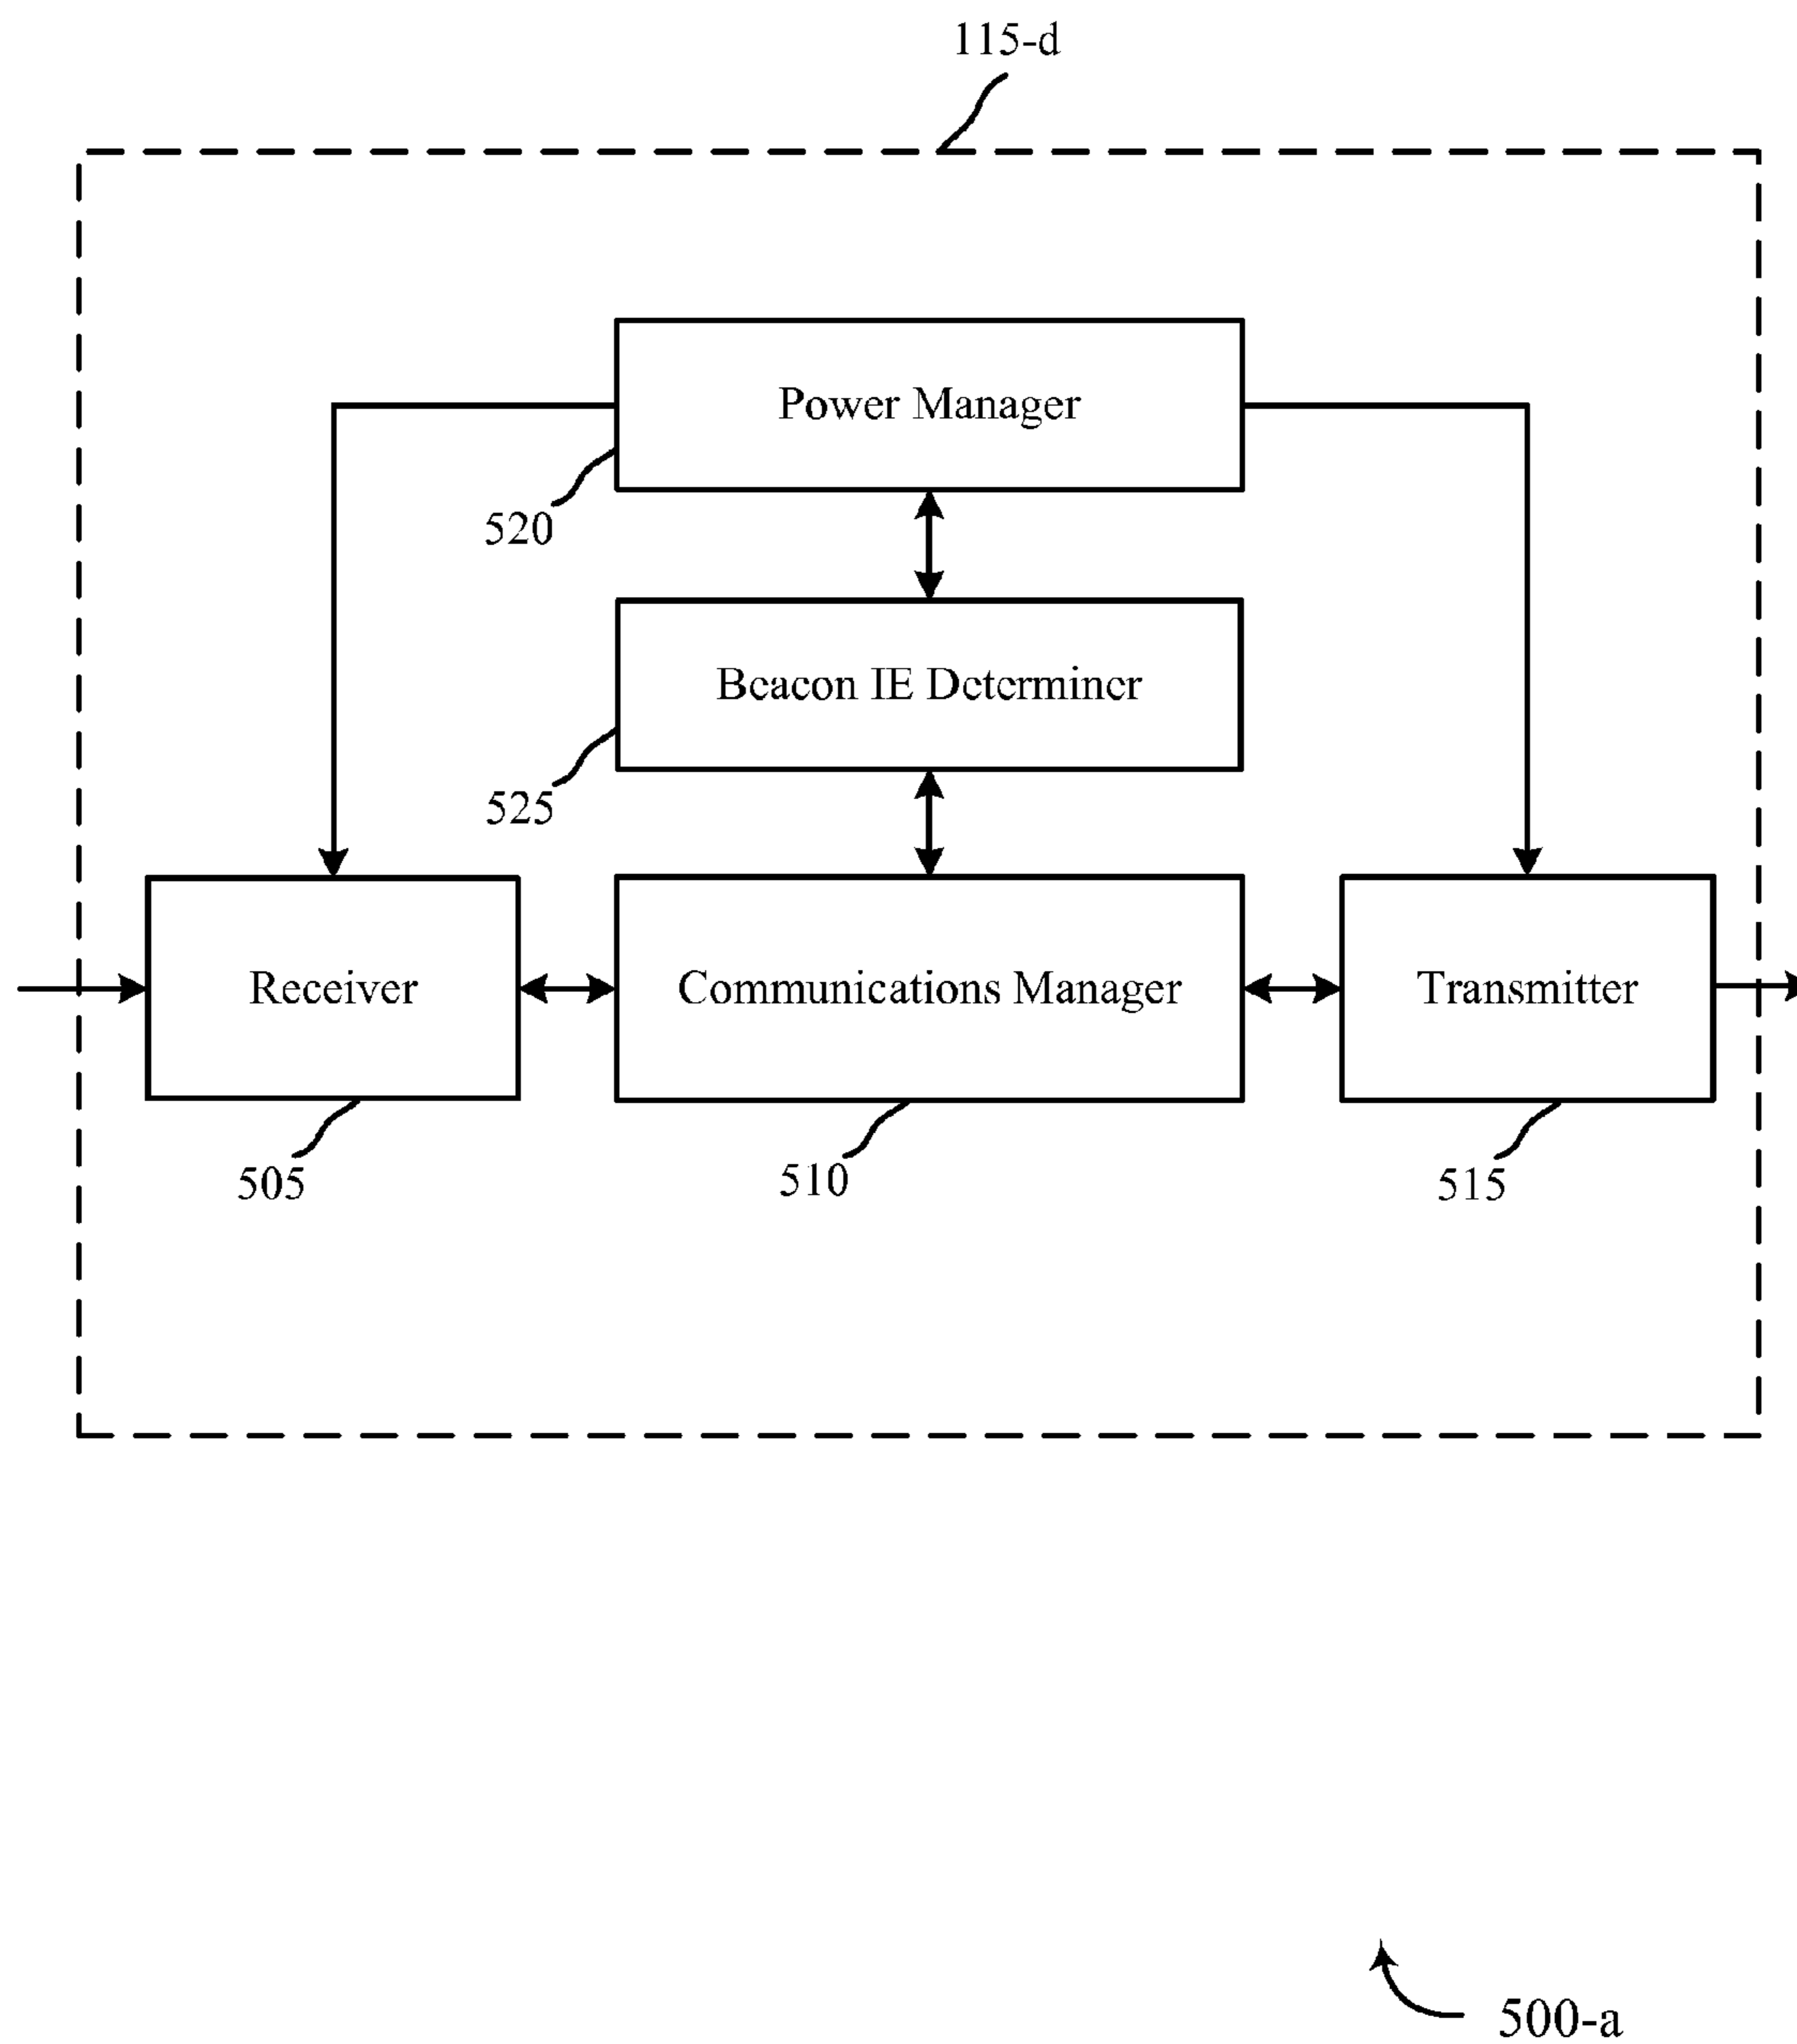 115-d
Power Manager
520
Beacon IE Determiner
525
Receiver
Communications Manager
Transmitter
505
510
515
500-a